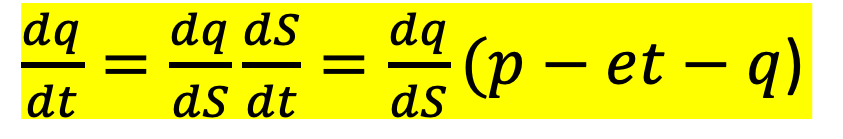 dq/dt = dq/dS dS/dt = dq/dS (p − et − q)